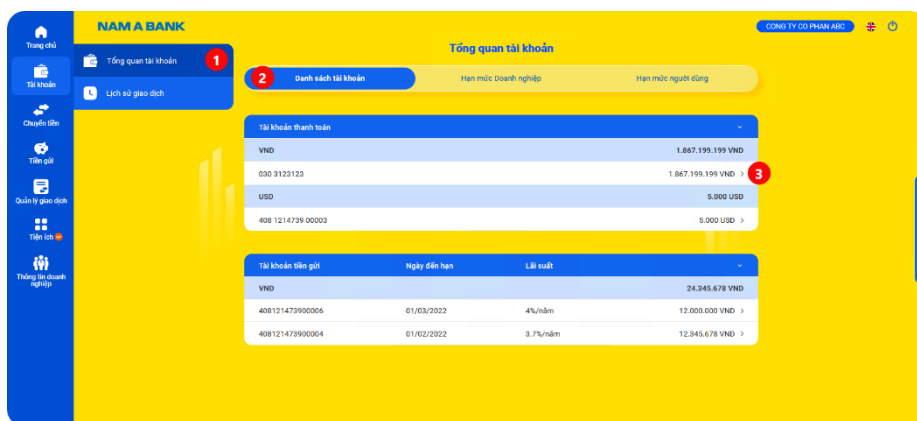 NAM A BANK
CONG TY CO PHAN ABC
Trang chủ
Tài khoản
Chuyển tiền
Tiền gửi
Quản lý giao dịch
Tiện ích
Thông tin doanh nghiệp
Tổng quan tài khoản 1
Lịch sử giao dịch
Tổng quan tài khoản
2 Danh sách tài khoản Hạn mức Doanh nghiệp Hạn mức người dùng
Tài khoản thanh toán
VND 1.867.199.199 VND
030 3123123 1.867.199.199 VND > 3
USD 5.000 USD
408 1214739 00003 5.000 USD >
Tài khoản tiền gửi Ngày đến hạn Lãi suất
VND 24.345.678 VND
408121473900006 01/03/2022 4%/năm 12.000.000 VND >
408121473900004 01/02/2022 3.7%/năm 12.345.678 VND >